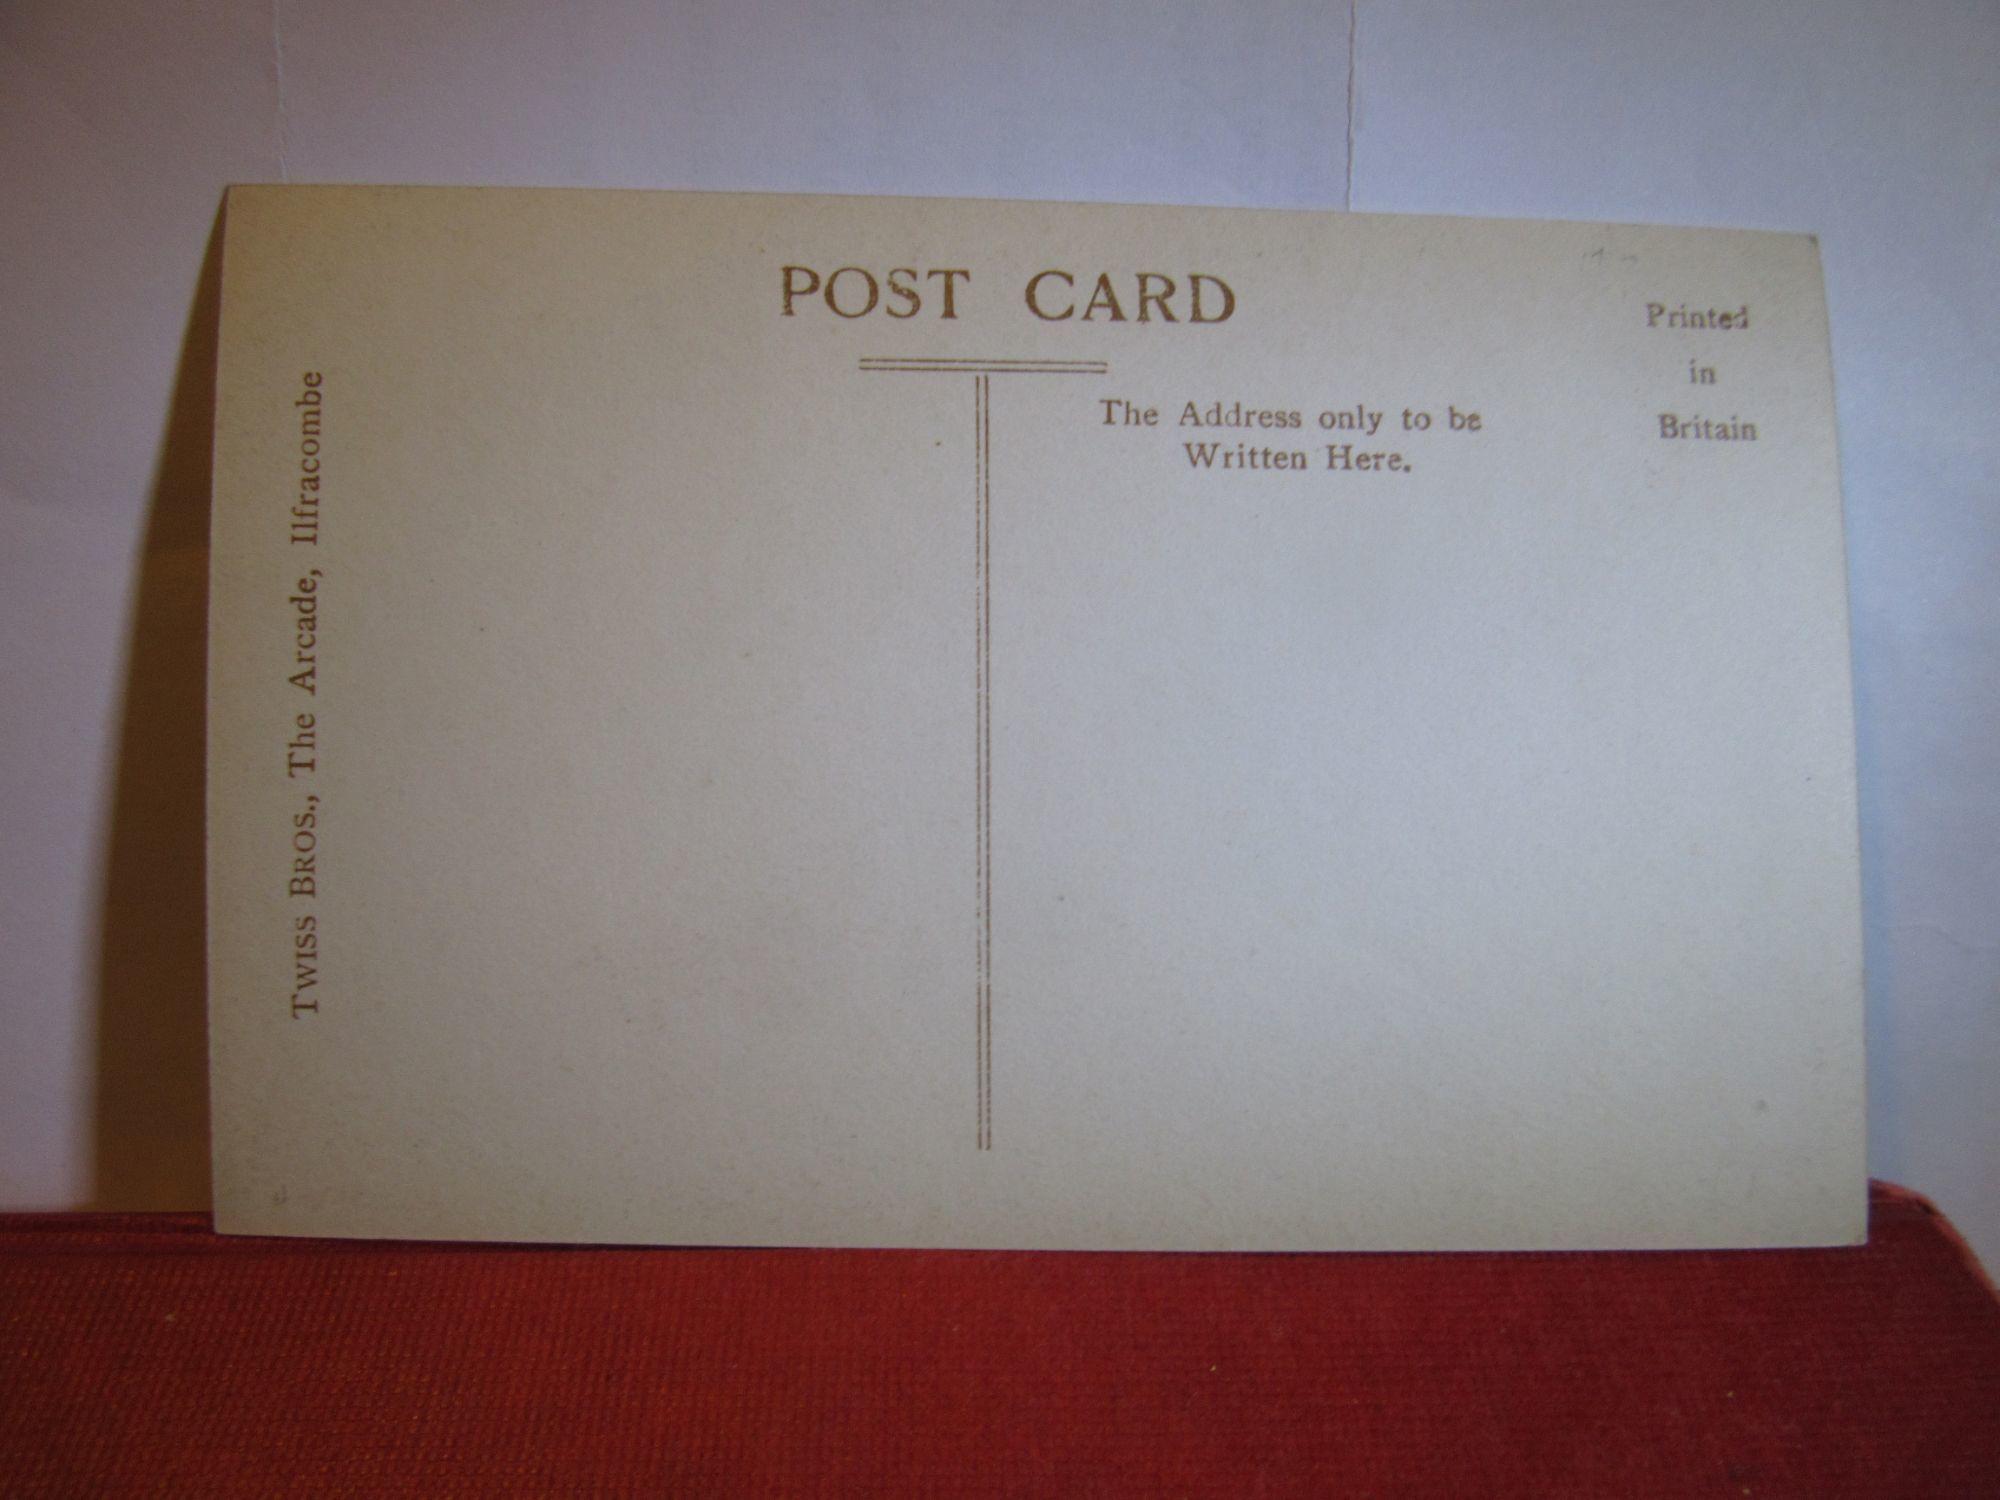 POST CARD
Printed
in
Britain
The Address only to be
Written Here.
TWISS BROS., The Arcade, Ilfracombe